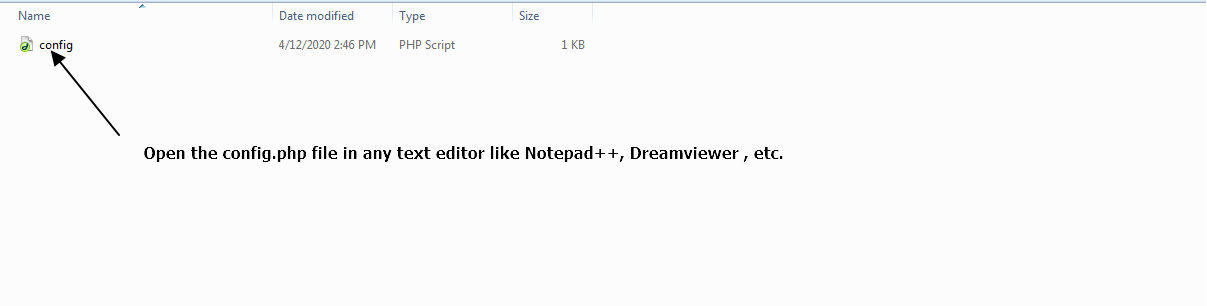 Name Date modified Type Size
config 4/12/2020 2:46 PM PHP Script 1 KB
Open the config.php file in any text editor like Notepad++, Dreamviewer , etc.